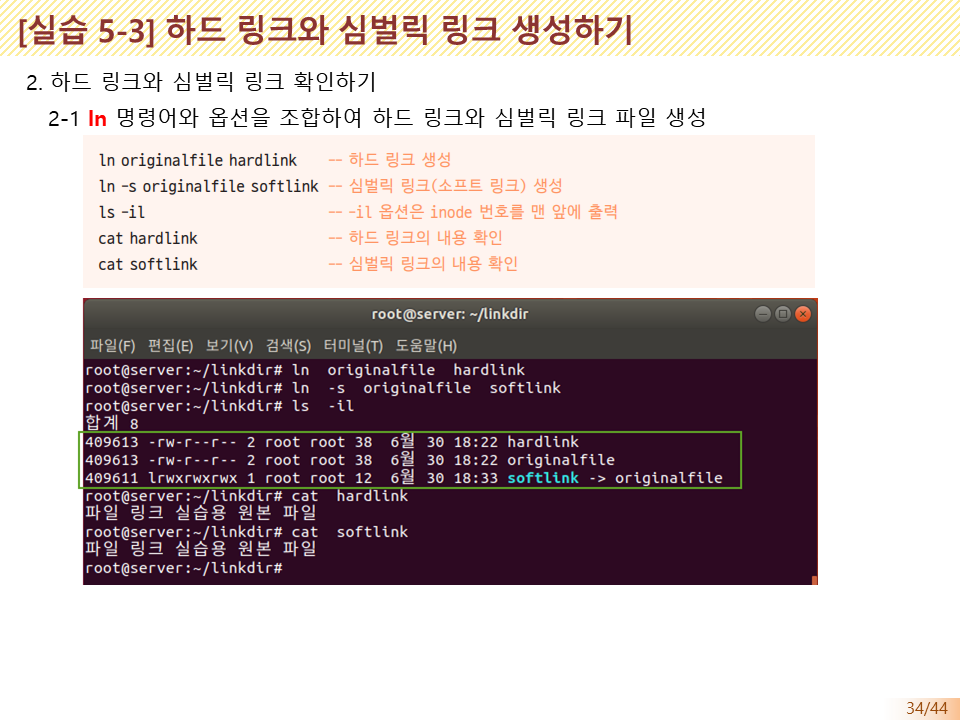 [실습 5-3] 하드 링크와 심벌릭 링크 생성하기
2. 하드 링크와 심벌릭 링크 확인하기
2-1 ln 명령어와 옵션을 조합하여 하드 링크와 심벌릭 링크 파일 생성
ln originalfile hardlink -- 하드 링크 생성
ln -s originalfile softlink -- 심벌릭 링크(소프트 링크) 생성
ls -il -- -il 옵션은 inode 번호를 맨 앞에 출력
cat hardlink -- 하드 링크의 내용 확인
cat softlink -- 심벌릭 링크의 내용 확인
root@server: ~/linkdir
파일(F) 편집(E) 보기(V) 검색(S) 터미널(T) 도움말(H)
root@server:~/linkdir# ln  originalfile  hardlink
root@server:~/linkdir# ln  -s  originalfile  softlink
root@server:~/linkdir# ls  -il
합계 8
409613 -rw-r--r-- 2 root root 38  6월 30 18:22 hardlink
409613 -rw-r--r-- 2 root root 38  6월 30 18:22 originalfile
409611 lrwxrwxrwx 1 root root 12  6월 30 18:33 softlink -> originalfile
root@server:~/linkdir# cat  hardlink
파일 링크 실습용 원본 파일
root@server:~/linkdir# cat  softlink
파일 링크 실습용 원본 파일
root@server:~/linkdir#
34/44